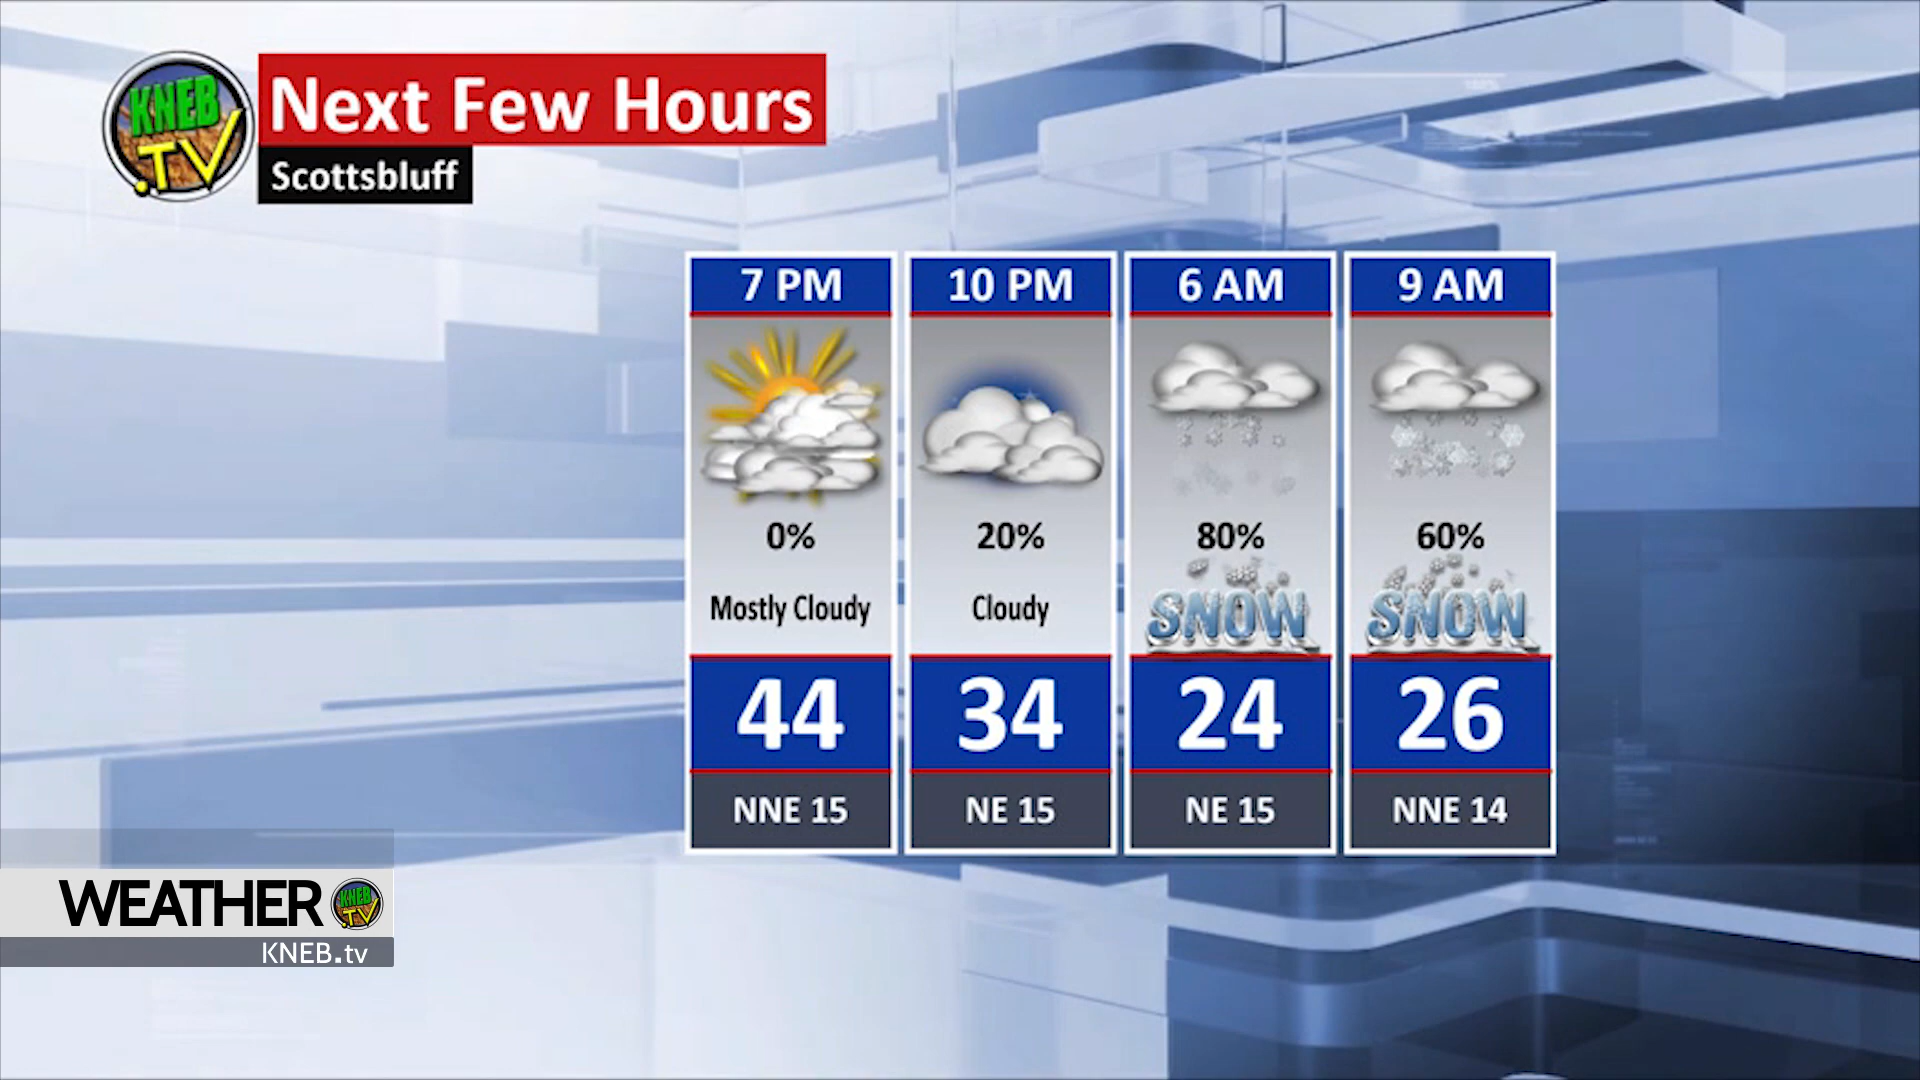 KNEB
.TV
Next Few Hours
Scottsbluff
7 PM
0%
Mostly Cloudy
44
NNE 15
10 PM
20%
Cloudy
34
NE 15
6 AM
80%
SNOW
24
NE 15
9 AM
60%
SNOW
26
NNE 14
WEATHER
KNEB
.TV
KNEB.tv